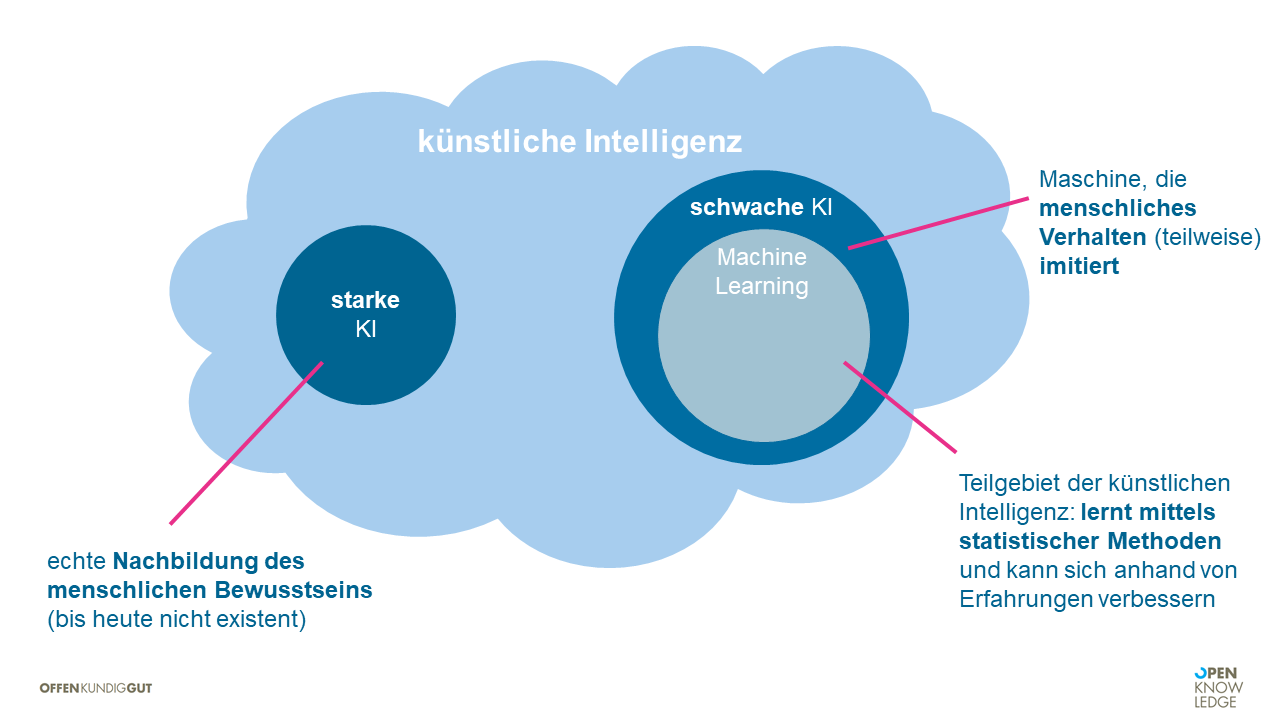 künstliche Intelligenz
starke
KI
schwache KI
Machine
Learning
Maschine, die
menschliches
Verhalten (teilweise)
imitiert
Teilgebiet der künstlichen
Intelligenz: lernt mittels
statistischer Methoden
und kann sich anhand von
Erfahrungen verbessern
echte Nachbildung des
menschlichen Bewusstseins
(bis heute nicht existent)
OFFENKUNDIGGUT
OPEN
KNOW
LEDGE